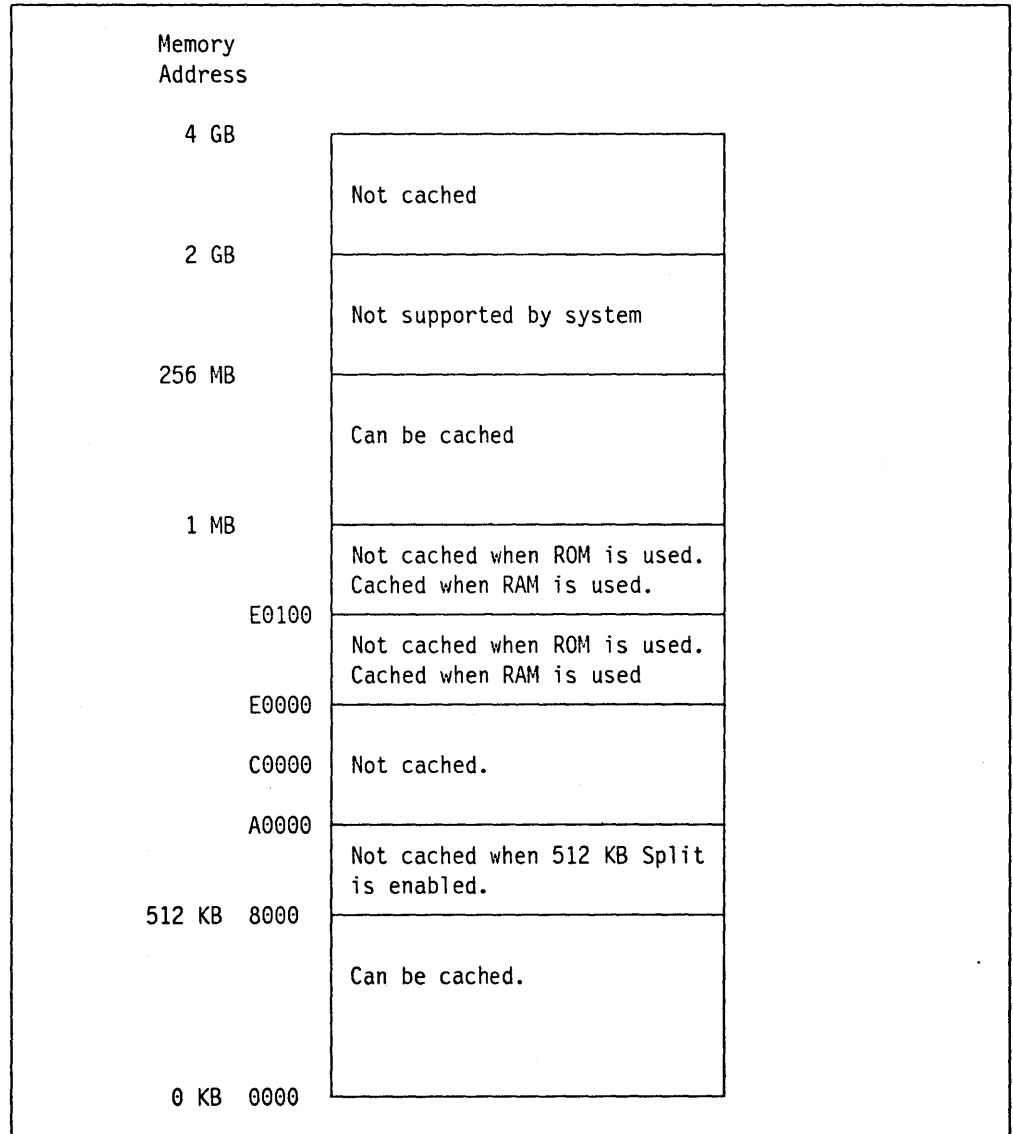 Memory
Address
4 GB
Not cached
2 GB
Not supported by system
256 MB
Can be cached
1 MB
Not cached when ROM is used.
Cached when RAM is used.
E0100
Not cached when ROM is used.
Cached when RAM is used
E0000
C0000 Not cached.
A0000
Not cached when 512 KB Split
is enabled.
512 KB 8000
Can be cached.
0 KB 0000